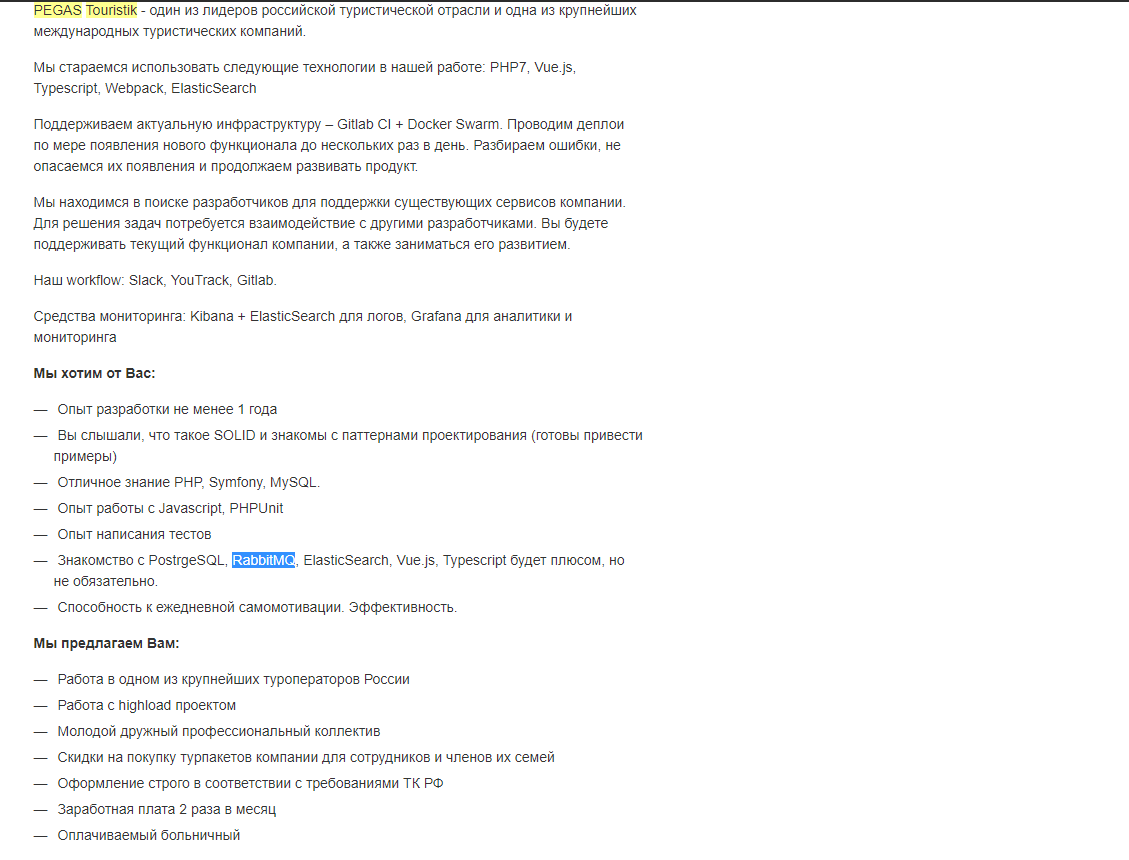 PEGAS Touristik - один из лидеров российской туристической отрасли и одна из крупнейших
международных туристических компаний.
Мы стараемся использовать следующие технологии в нашей работе: PHP7, Vue.js,
Typescript, Webpack, ElasticSearch
Поддерживаем актуальную инфраструктуру – Gitlab CI + Docker Swarm. Проводим деплои
по мере появления нового функционала до нескольких раз в день. Разбираем ошибки, не
опасаемся их появления и продолжаем развивать продукт.
Мы находимся в поиске разработчиков для поддержки существующих сервисов компании.
Для решения задач потребуется взаимодействие с другими разработчиками. Вы будете
поддерживать текущий функционал компании, а также заниматься его развитием.
Наш workflow: Slack, YouTrack, Gitlab.
Средства мониторинга: Kibana + ElasticSearch для логов, Grafana для аналитики и
мониторинга
Мы хотим от Вас:
— Опыт разработки не менее 1 года
— Вы слышали, что такое SOLID и знакомы с паттернами проектирования (готовы привести
примеры)
— Отличное знание PHP, Symfony, MySQL.
— Опыт работы с Javascript, PHPUnit
— Опыт написания тестов
— Знакомство с PostrgeSQL, RabbitMQ, ElasticSearch, Vue.js, Typescript будет плюсом, но
не обязательно.
— Способность к ежедневной самомотивации. Эффективность.
Мы предлагаем Вам:
— Работа в одном из крупнейших туроператоров России
— Работа с highload проектом
— Молодой дружный профессиональный коллектив
— Скидки на покупку турпакетов компании для сотрудников и членов их семей
— Оформление строго в соответствии с требованиями ТК РФ
— Заработная плата 2 раза в месяц
— Оплачиваемый больничный